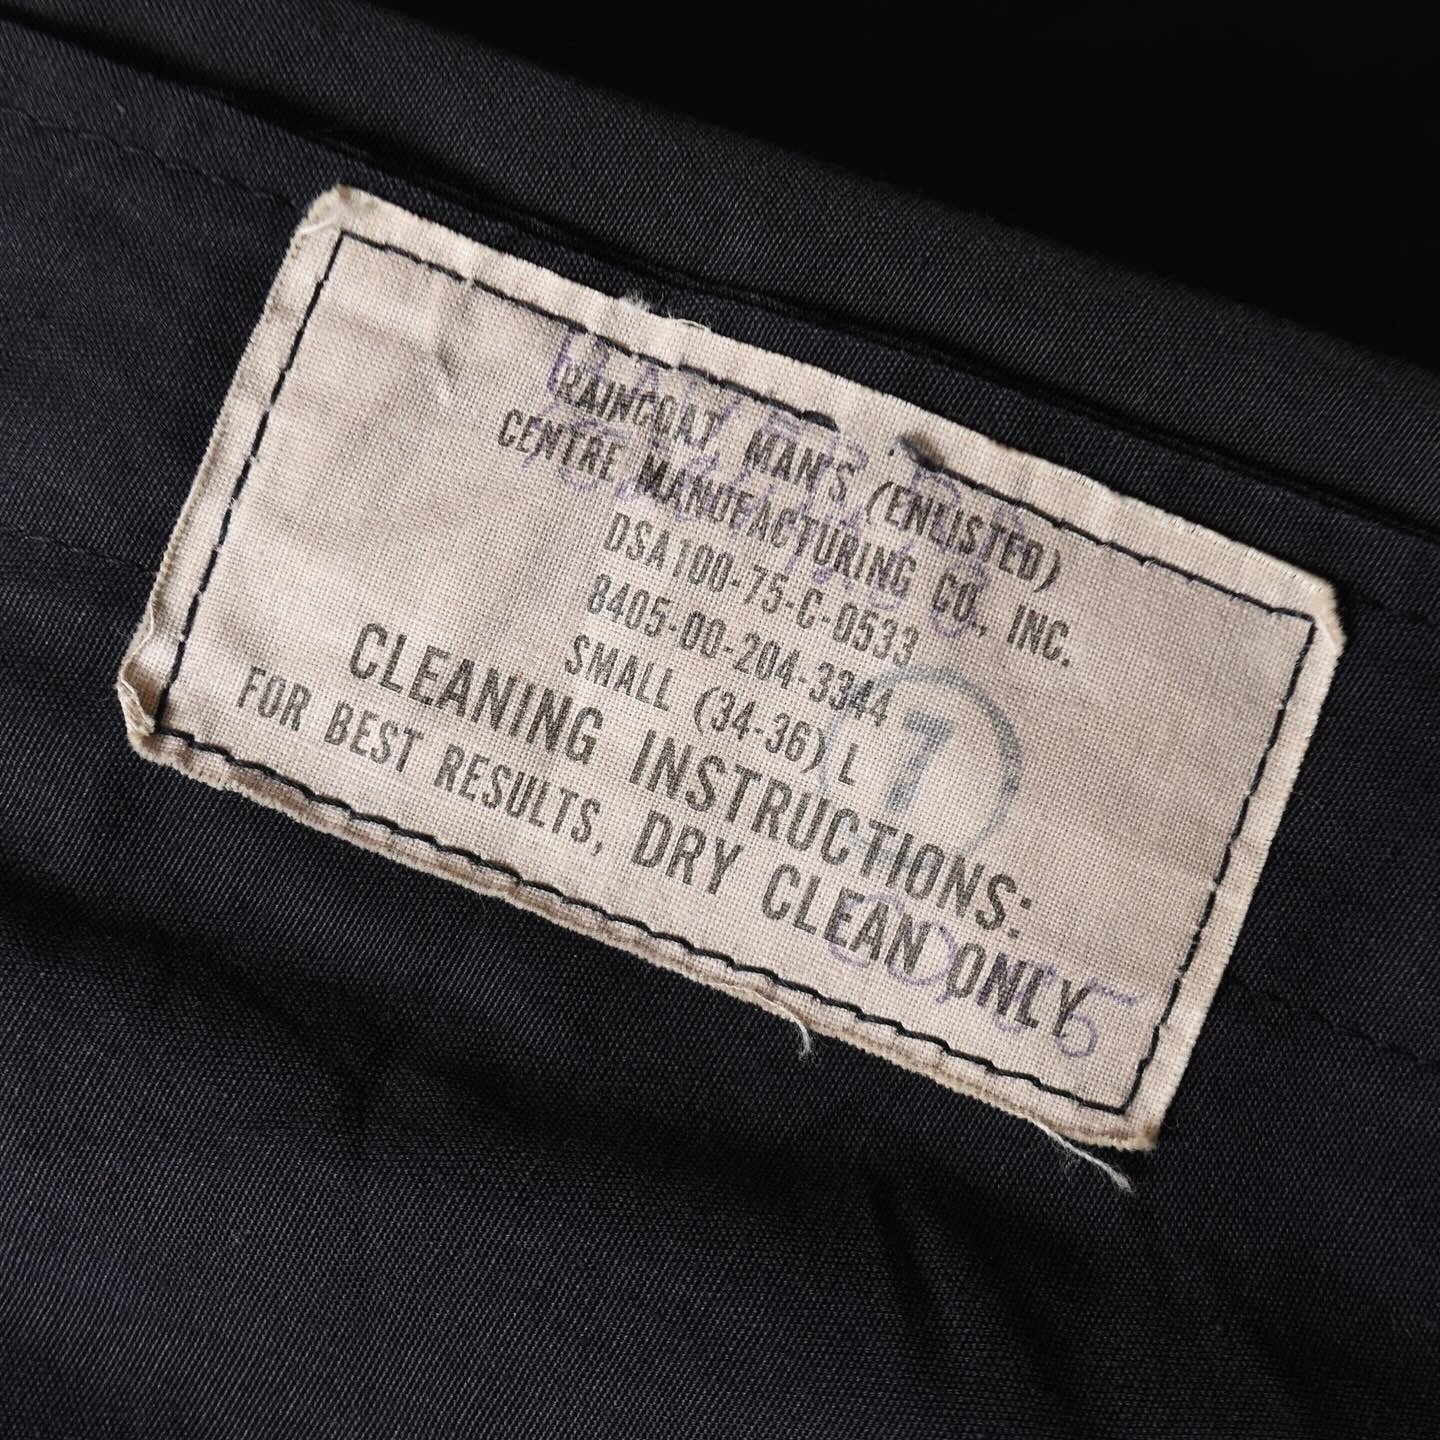 RAINCOAT, MAN'S (ENLISTED)
CENTRE MANUFACTURING CO., INC.
DSA100-75-C-0533
8405-00-204-3344
SMALL (34-36) L
7
CLEANING INSTRUCTIONS:
FOR BEST RESULTS, DRY CLEAN ONLY